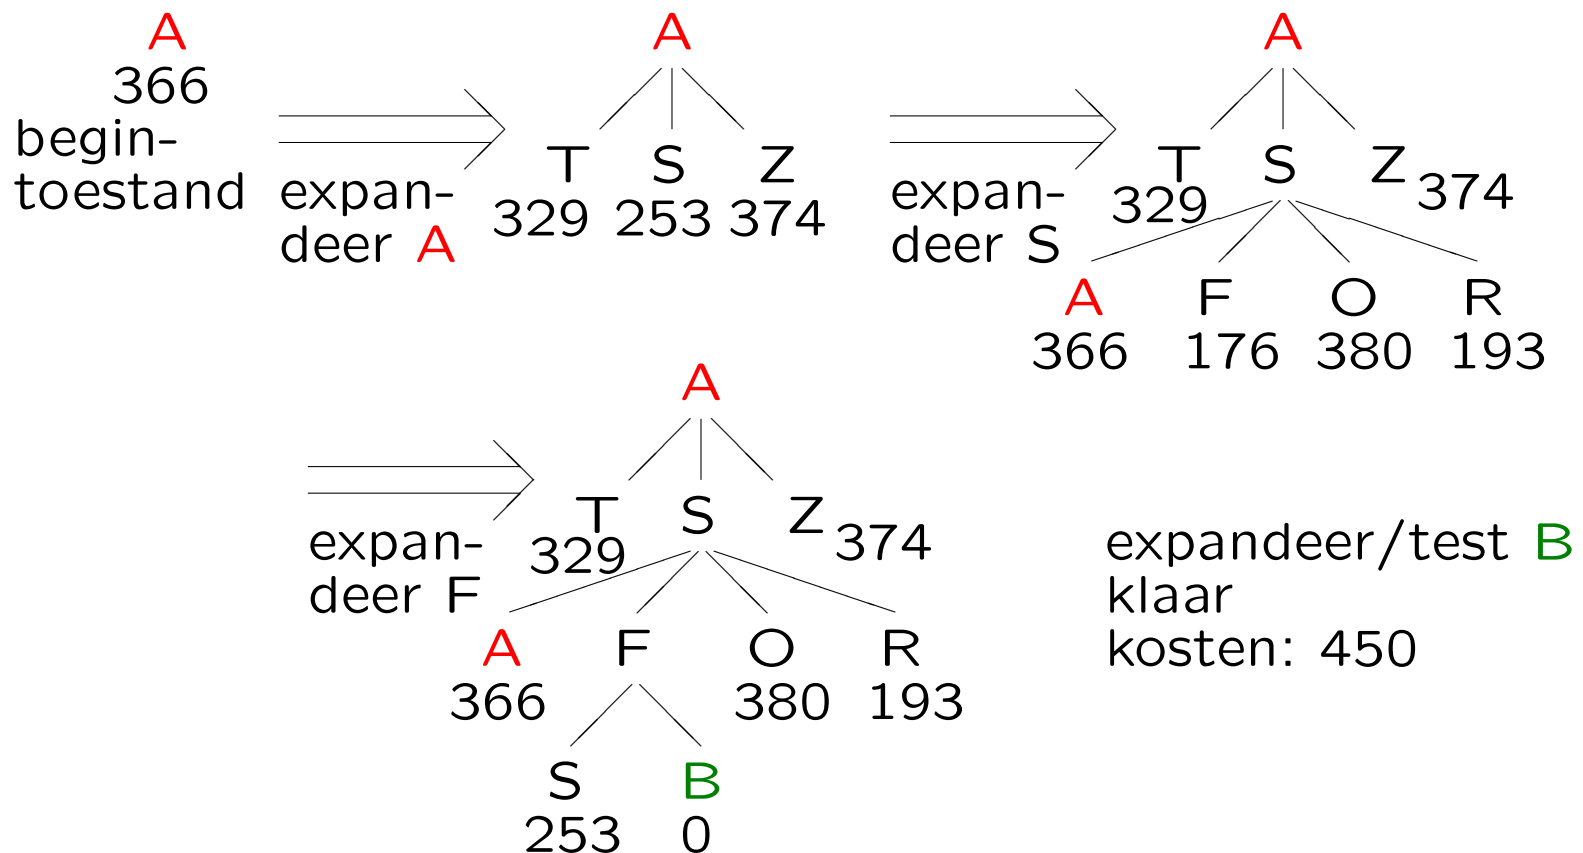 A
366
begin-
toestand
expan-
deer A
A
T S Z
329 253 374
expan-
deer S
A
T S Z
329 374
A F O R
366 176 380 193
expan-
deer F
A
T S Z
329 374
A F O R
366 380 193
S B
253 0
expandeer/test B
klaar
kosten: 450